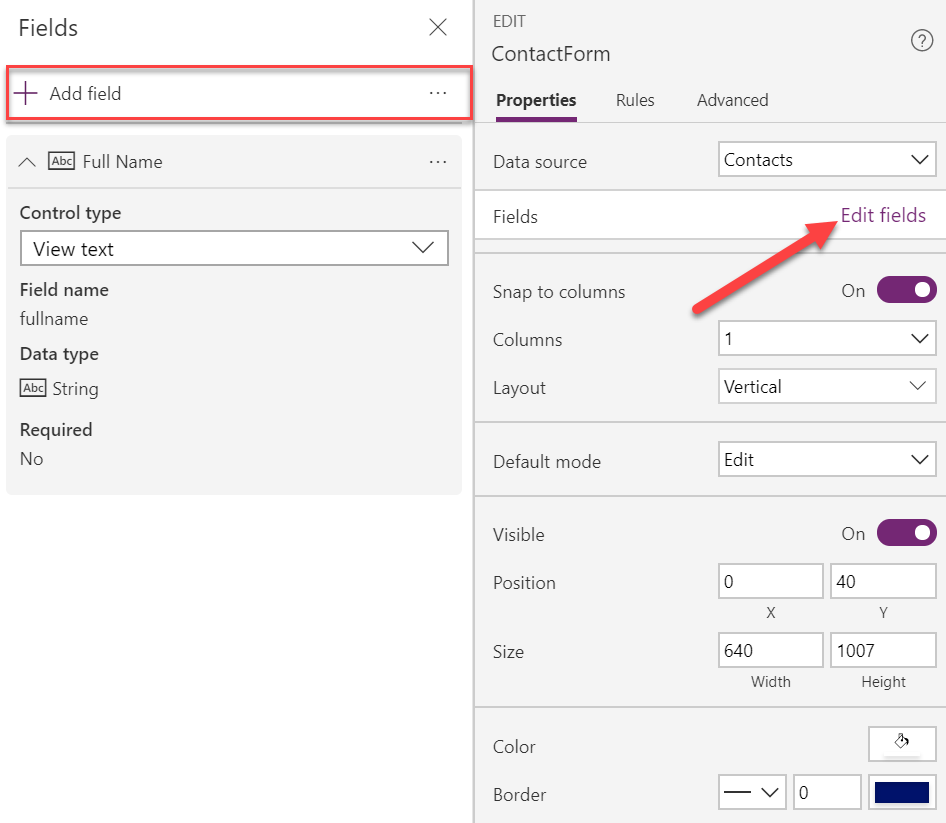 Fields
Add field
...
Abc Full Name
...
Control type
View text
Field name
fullname
Data type
Abc String
Required
No
EDIT
?
ContactForm
Properties Rules Advanced
Data source Contacts
Fields Edit fields
Snap to columns On
Columns 1
Layout Vertical
Default mode Edit
Visible On
Position 0 40
X Y
Size 640 1007
Width Height
Color
Border 0